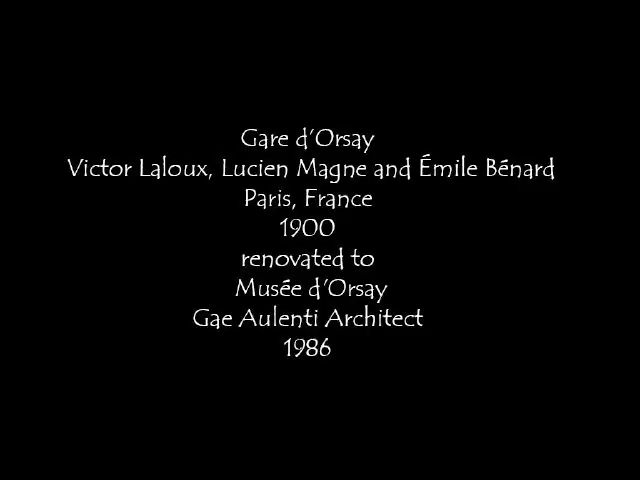 Gare d'Orsay
Victor Laloux, Lucien Magne and Émile Bénard
Paris, France
1900
renovated to
Musée d'Orsay
Gae Aulenti Architect
1986